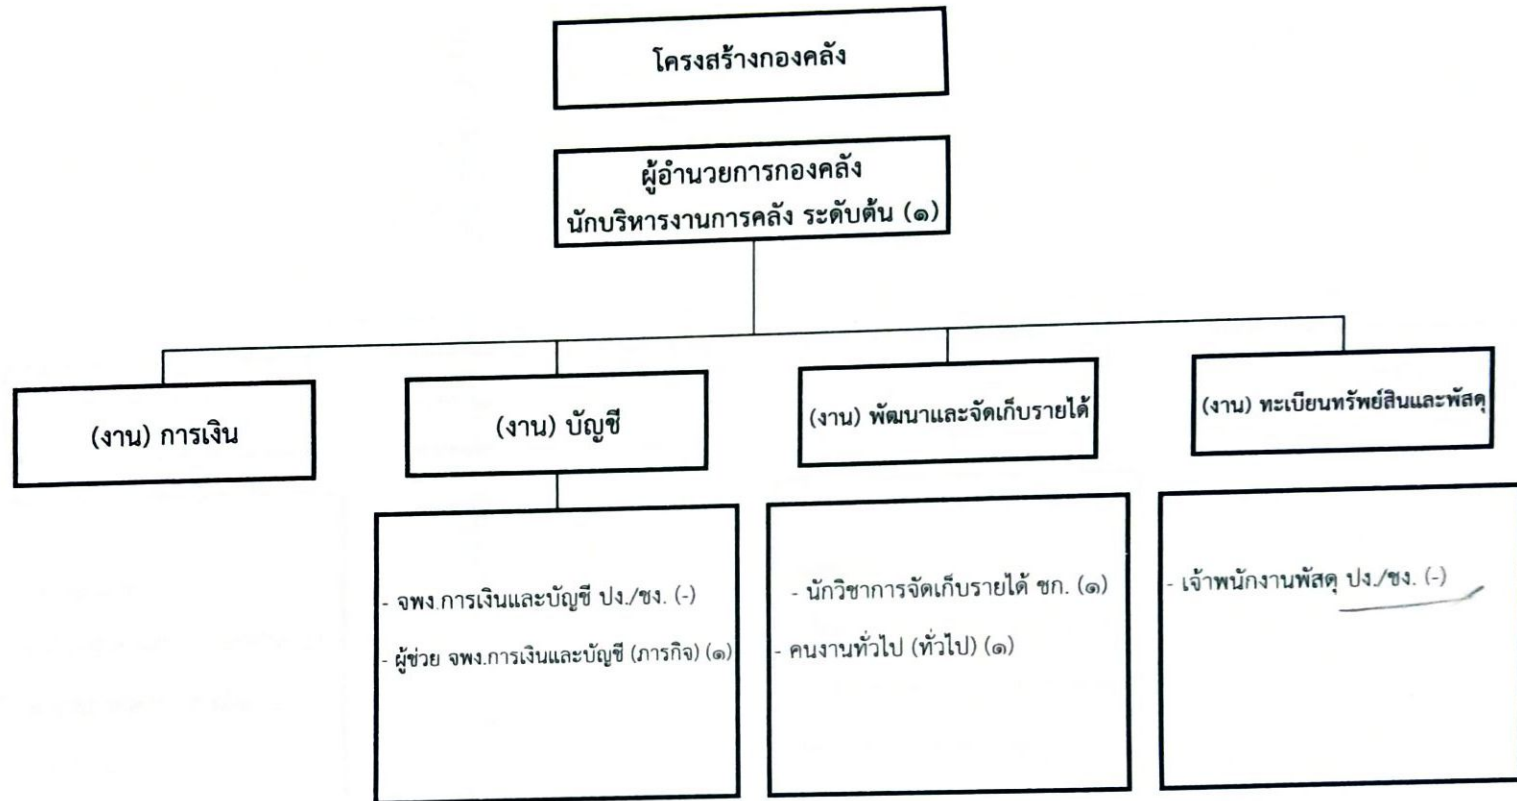 โครงสร้างกองคลัง
ผู้อำนวยการกองคลัง
นักบริหารงานการคลัง ระดับต้น (๑)
(งาน) การเงิน
(งาน) บัญชี
(งาน) พัฒนาและจัดเก็บรายได้
(งาน) ทะเบียนทรัพย์สินและพัสดุ
- จพง.การเงินและบัญชี ปง./ชง. (-)
- ผู้ช่วย จพง.การเงินและบัญชี (ภารกิจ) (๑)
- นักวิชาการจัดเก็บรายได้ ชก. (๑)
- คนงานทั่วไป (ทั่วไป) (๑)
- เจ้าพนักงานพัสดุ ปง./ชง. (-)